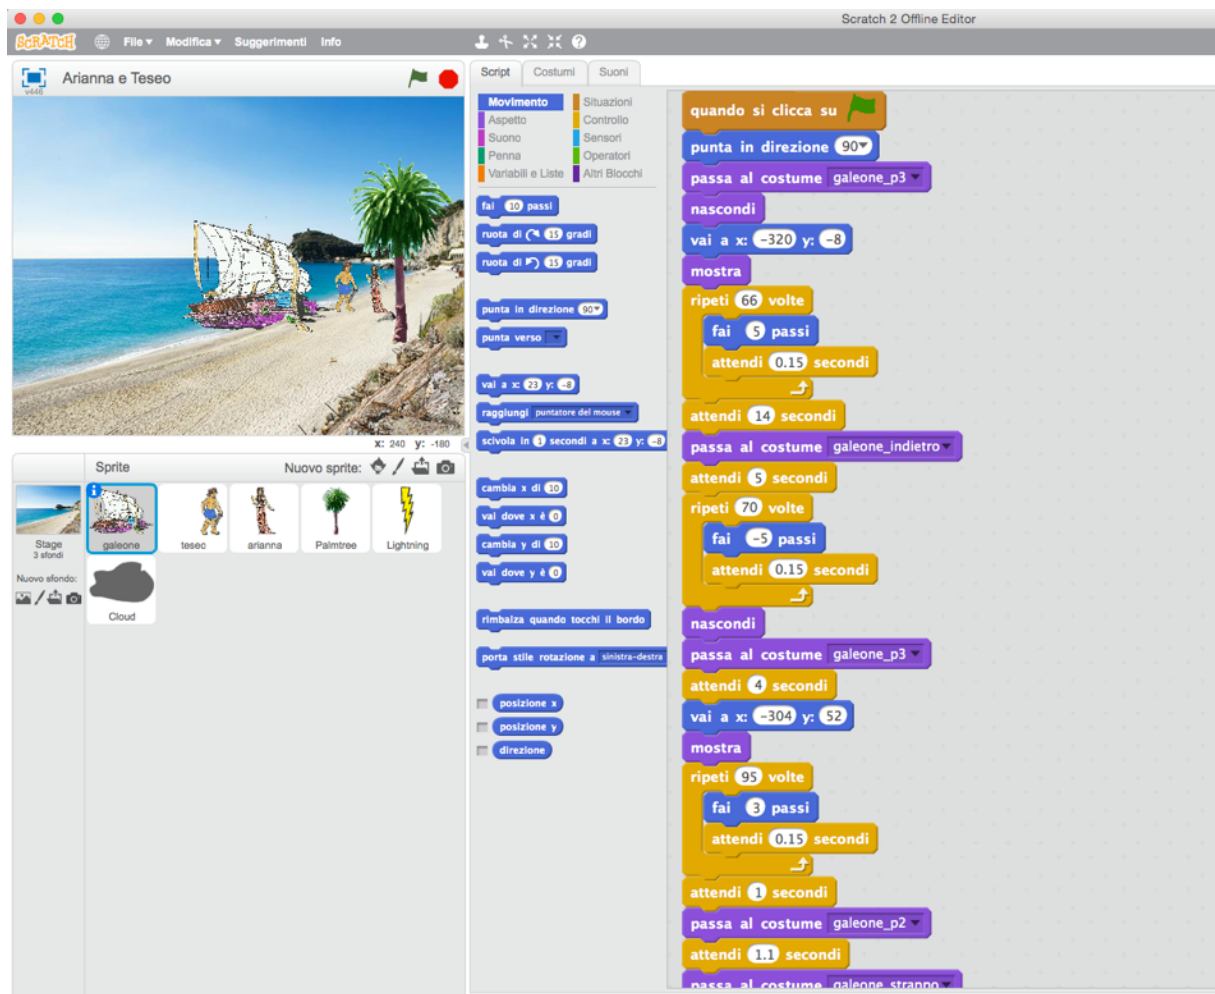 Scratch 2 Offline Editor
SCRATCH File Modifica Suggerimenti Info
v446
Arianna e Teseo
x: 240 y: -180
Sprite Nuovo sprite:
Stage
3 sfondi
Nuovo sfondo:
galeone
teseo
arianna
Palmtree
Lightning
Cloud
Script Costumi Suoni
Movimento Situazioni
Aspetto Controllo
Suono Sensori
Penna Operatori
Variabili e Liste Altri Blocchi
fai 10 passi
ruota di 15 gradi
ruota di 15 gradi
punta in direzione 90
punta verso
vai a x: 23 y: -8
raggiungi puntatore del mouse
scivola in 1 secondi a x: 23 y: -8
cambia x di 10
vai dove x è 0
cambia y di 10
vai dove y è 0
rimbalza quando tocchi il bordo
porta stile rotazione a sinistra-destra
posizione x
posizione y
direzione
quando si clicca su
punta in direzione 90
passa al costume galeone_p3
nascondi
vai a x: -320 y: -8
mostra
ripeti 66 volte
fai 5 passi
attendi 0.15 secondi
attendi 14 secondi
passa al costume galeone_indietro
attendi 5 secondi
ripeti 70 volte
fai -5 passi
attendi 0.15 secondi
nascondi
passa al costume galeone_p3
attendi 4 secondi
vai a x: -304 y: 52
mostra
ripeti 95 volte
fai 3 passi
attendi 0.15 secondi
attendi 1 secondi
passa al costume galeone_p2
attendi 1.1 secondi
passa al costume galeone_strappo